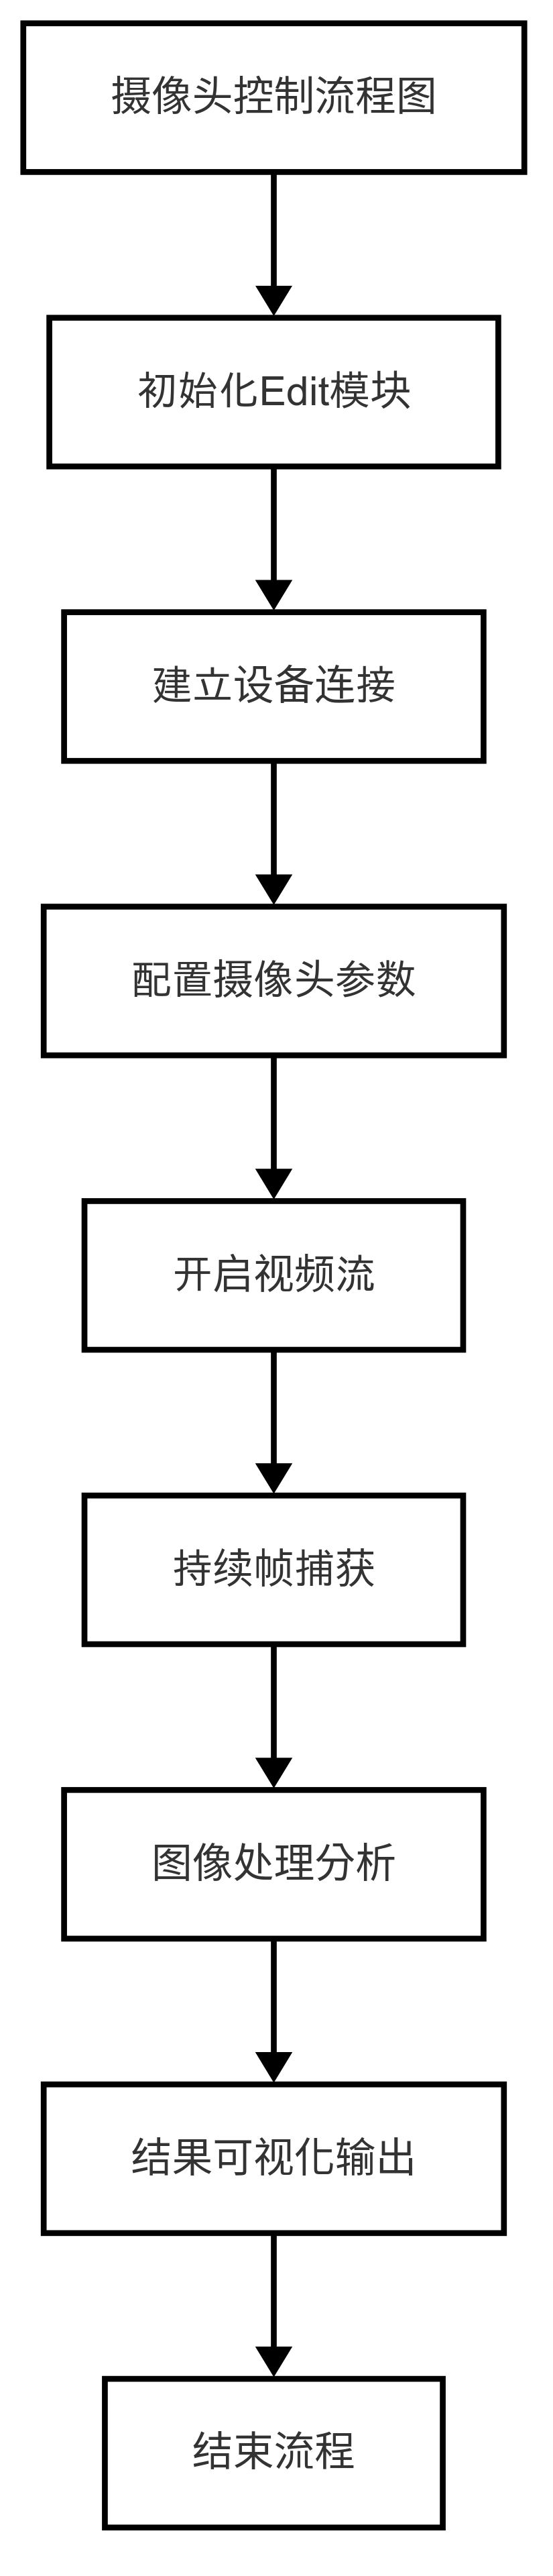 摄像头控制流程图
初始化Edit模块
建立设备连接
配置摄像头参数
开启视频流
持续帧捕获
图像处理分析
结果可视化输出
结束流程